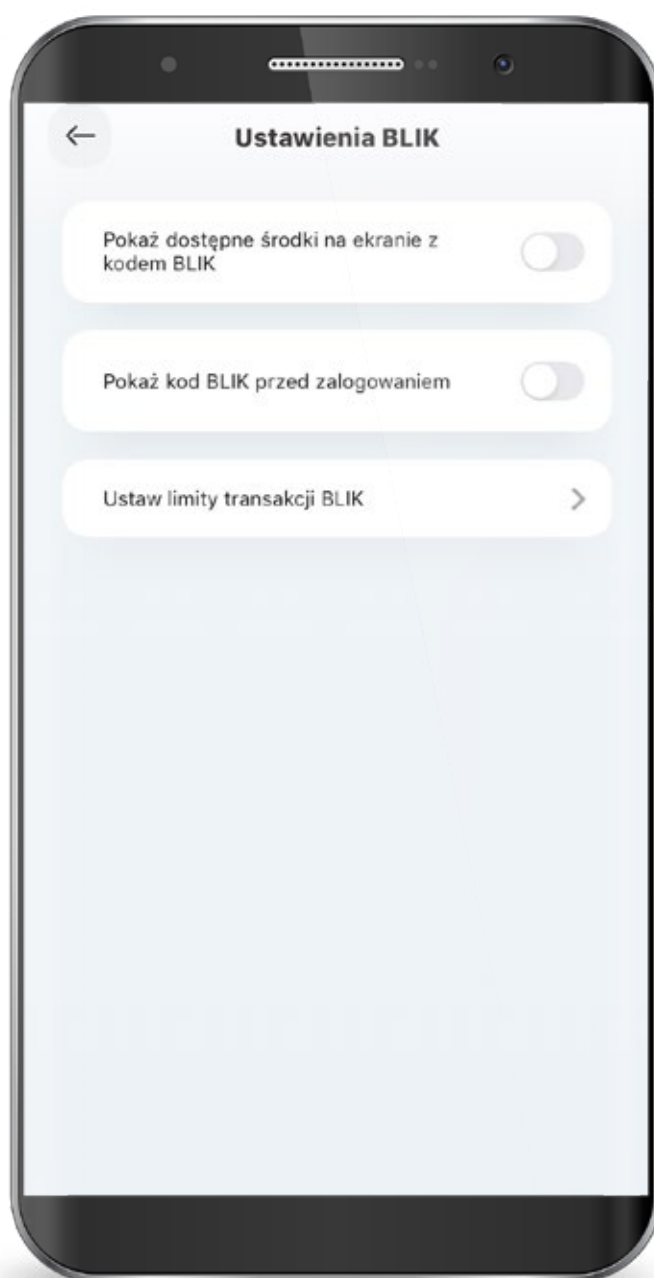 Ustawienia BLIK
Pokaż dostępne środki na ekranie z
kodem BLIK
Pokaż kod BLIK przed zalogowaniem
Ustaw limity transakcji BLIK